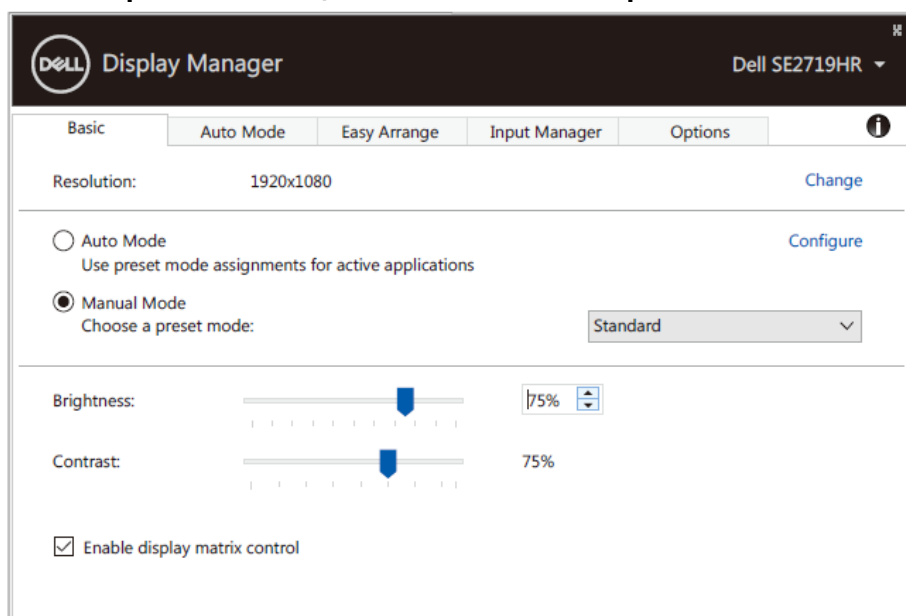 DELL Display Manager
Dell SE2719HR
Basic Auto Mode Easy Arrange Input Manager Options
Resolution: 1920x1080 Change
Auto Mode Configure
Use preset mode assignments for active applications
Manual Mode
Choose a preset mode: Standard
Brightness: 75%
Contrast: 75%
Enable display matrix control